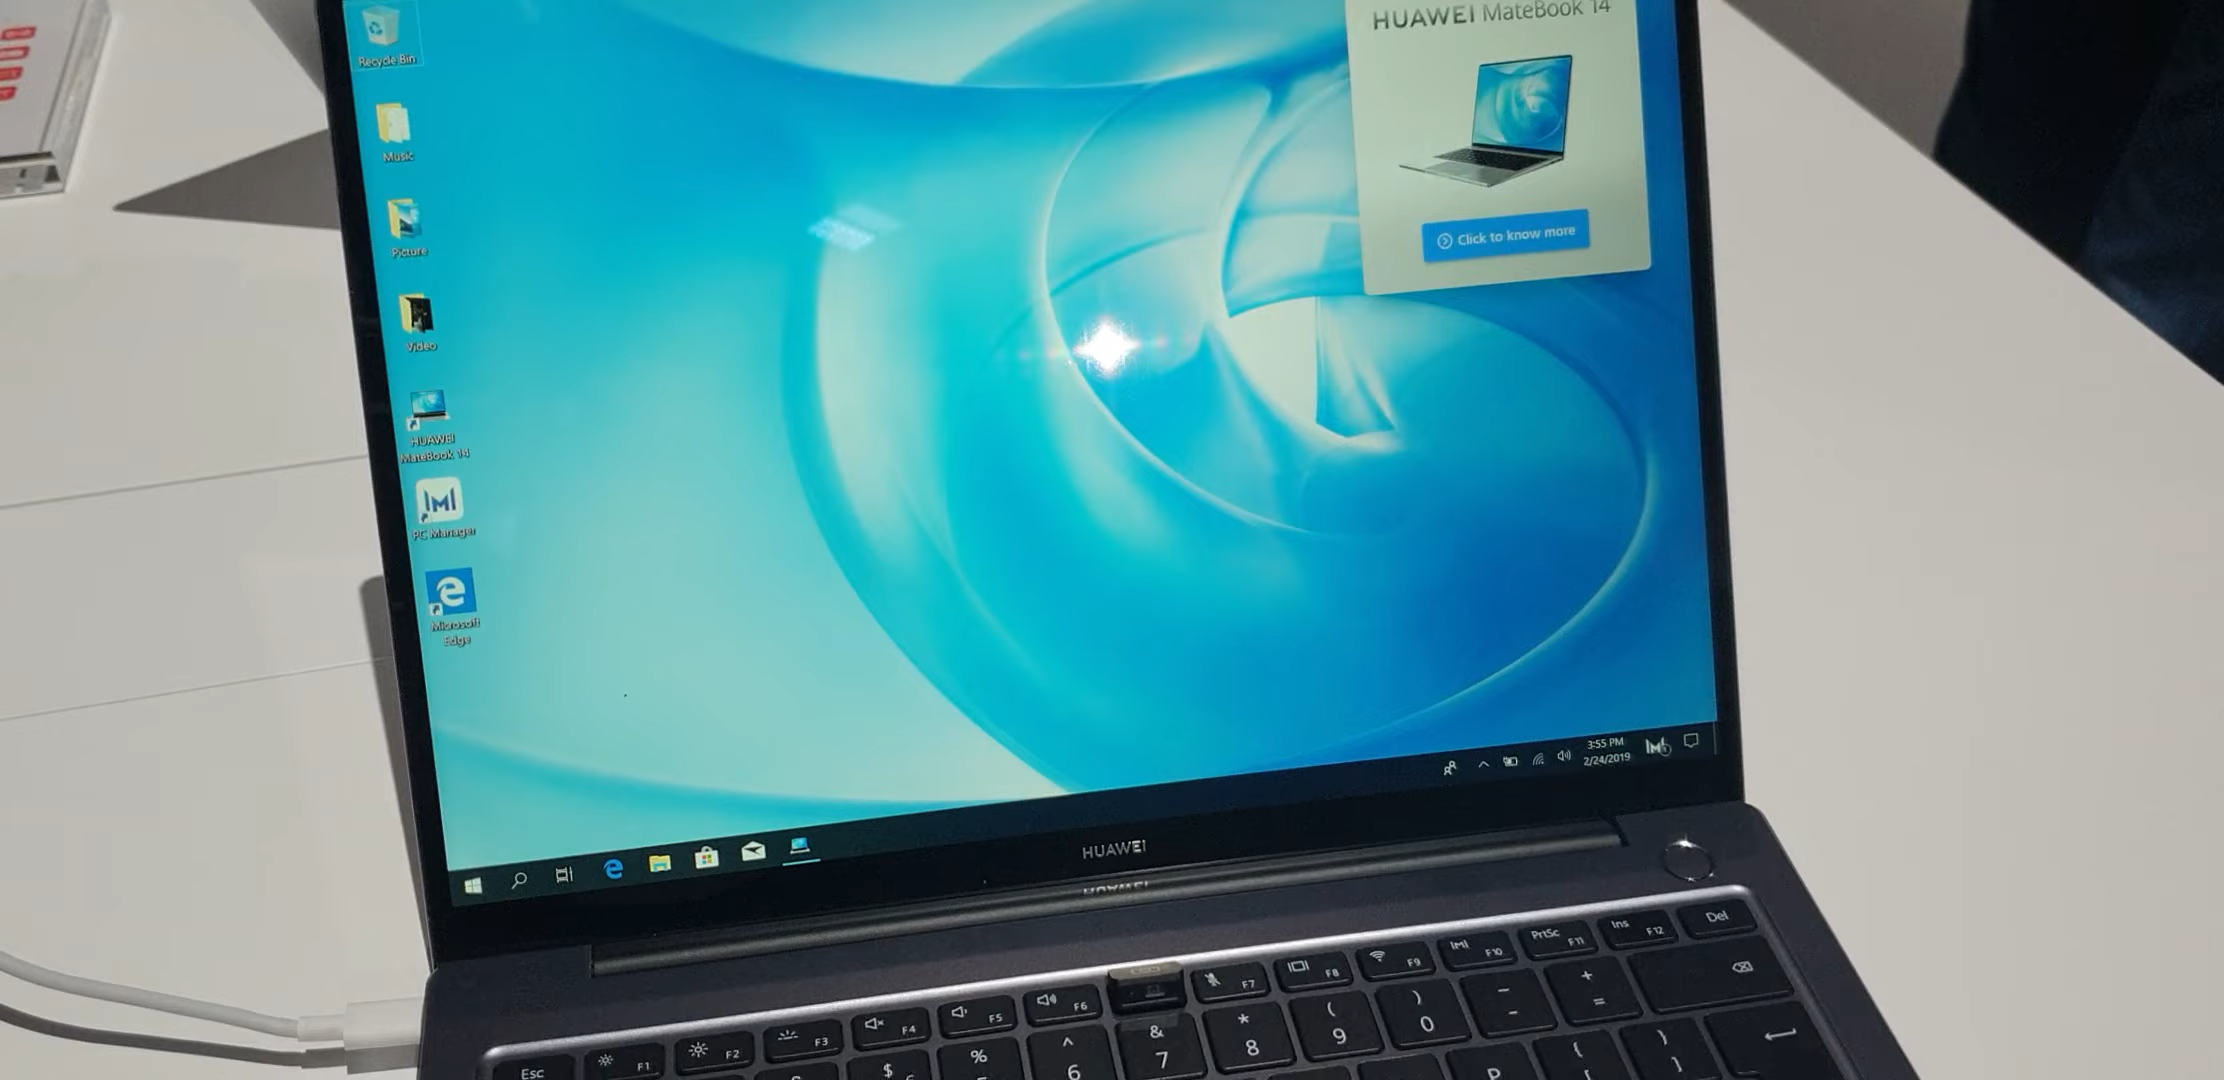 Recycle Bin
Music
Picture
Video
HUAWEI
MateBook 14
PC Manager
Microsoft
Edge
HUAWEI MateBook 14
Click to know more
3:55 PM
2/24/2019
HUAWEI
Esc
F1
F2
F3
F4
F5
F6
F7
F8
F9
F10
PrtSc F11
Ins F12
Del
$
%
^
6
&
7
*
8
(
9
)
0
_
-
+
=
P
{
[
}
]